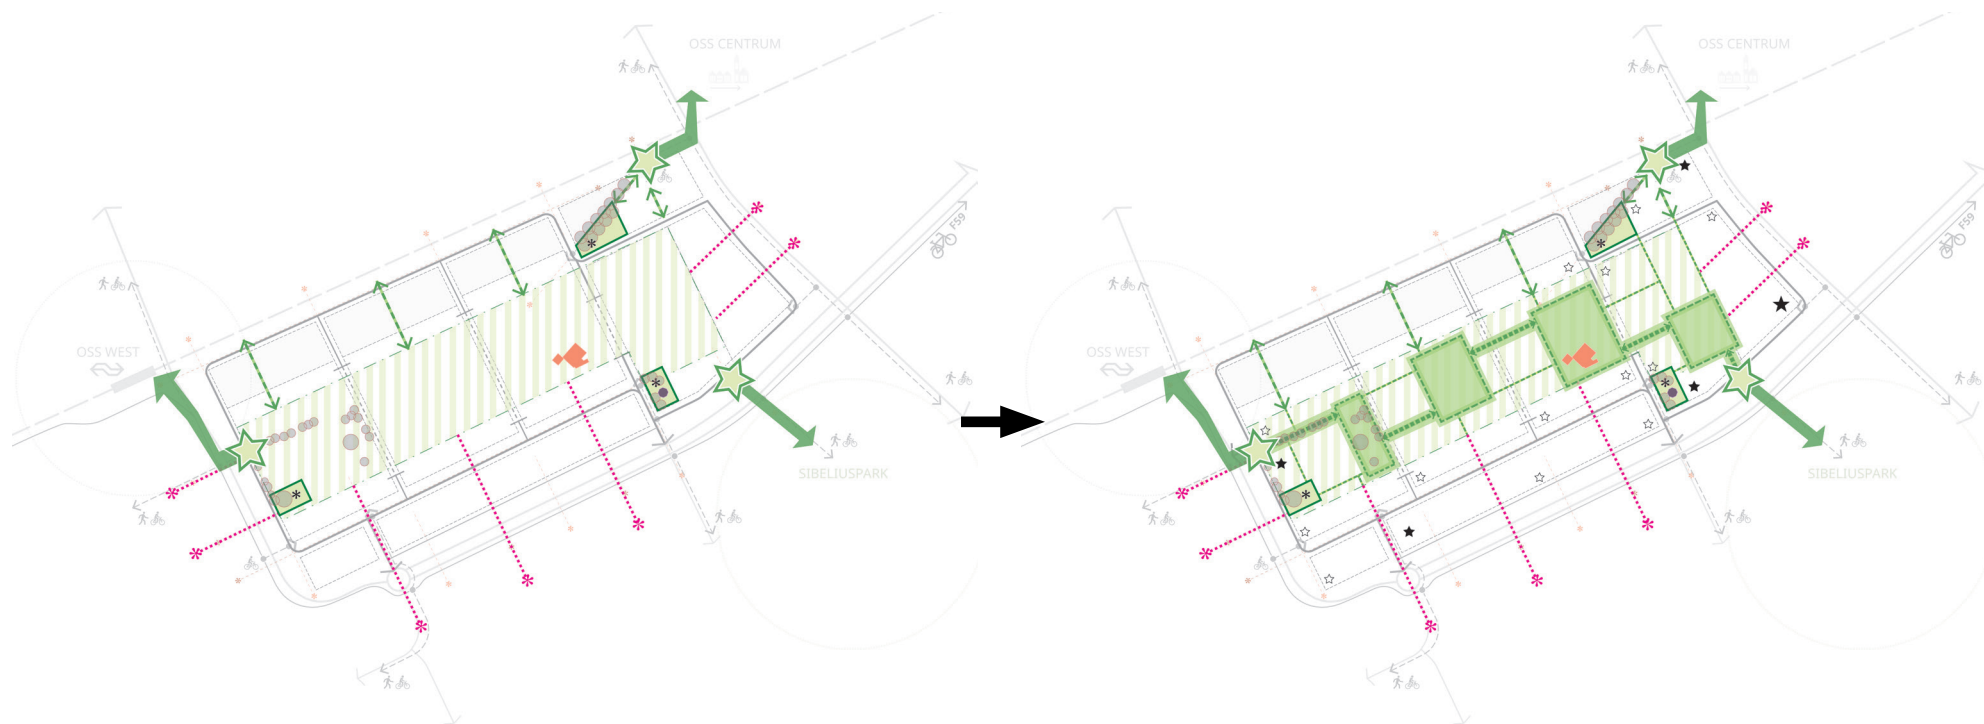 OSS CENTRUM
F59
OSS WEST
SIBELIUSPARK
OSS CENTRUM
F59
OSS WEST
SIBELIUSPARK